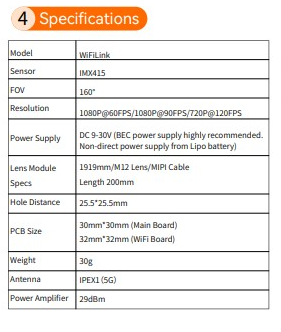 4 Specifications
Model WiFiLink
Sensor IMX415
FOV 160°
Resolution 1080P@60FPS/1080P@90FPS/720P@120FPS
Power Supply DC 9-30V (BEC power supply highly recommended.
Non-direct power supply from Lipo battery)
Lens Module 1919mm/M12 Lens/MIPI Cable
Specs Length 200mm
Hole Distance 25.5*25.5mm
PCB Size 30mm*30mm (Main Board)
32mm*32mm (WiFi Board)
Weight 30g
Antenna IPEX1 (5G)
Power Amplifier 29dBm